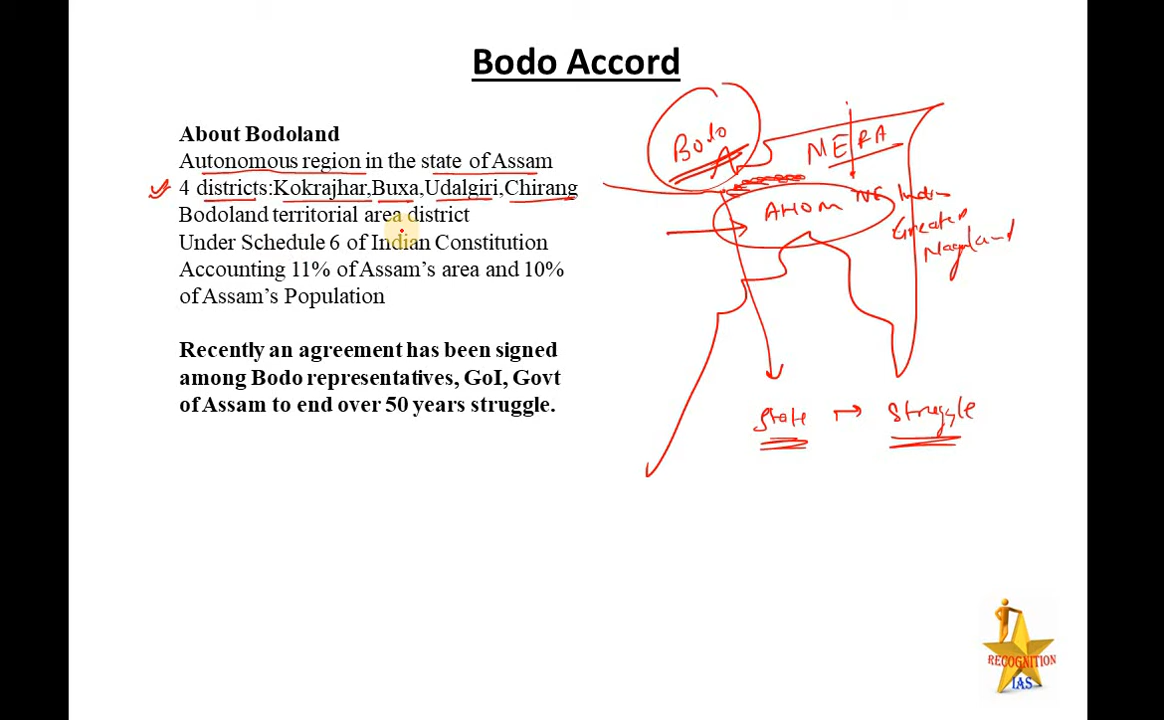 Bodo Accord
About Bodoland
Autonomous region in the state of Assam
4 districts:Kokrajhar,Buxa,Udalgiri,Chirang
Bodoland territorial area district
Under Schedule 6 of Indian Constitution
Accounting 11% of Assam's area and 10%
of Assam's Population
Recently an agreement has been signed
among Bodo representatives, GoI, Govt
of Assam to end over 50 years struggle.
Bodo
A
NEFA
AHOM
NE India
Greater
Nagaland
State → Struggle
RECOGNITION
IAS